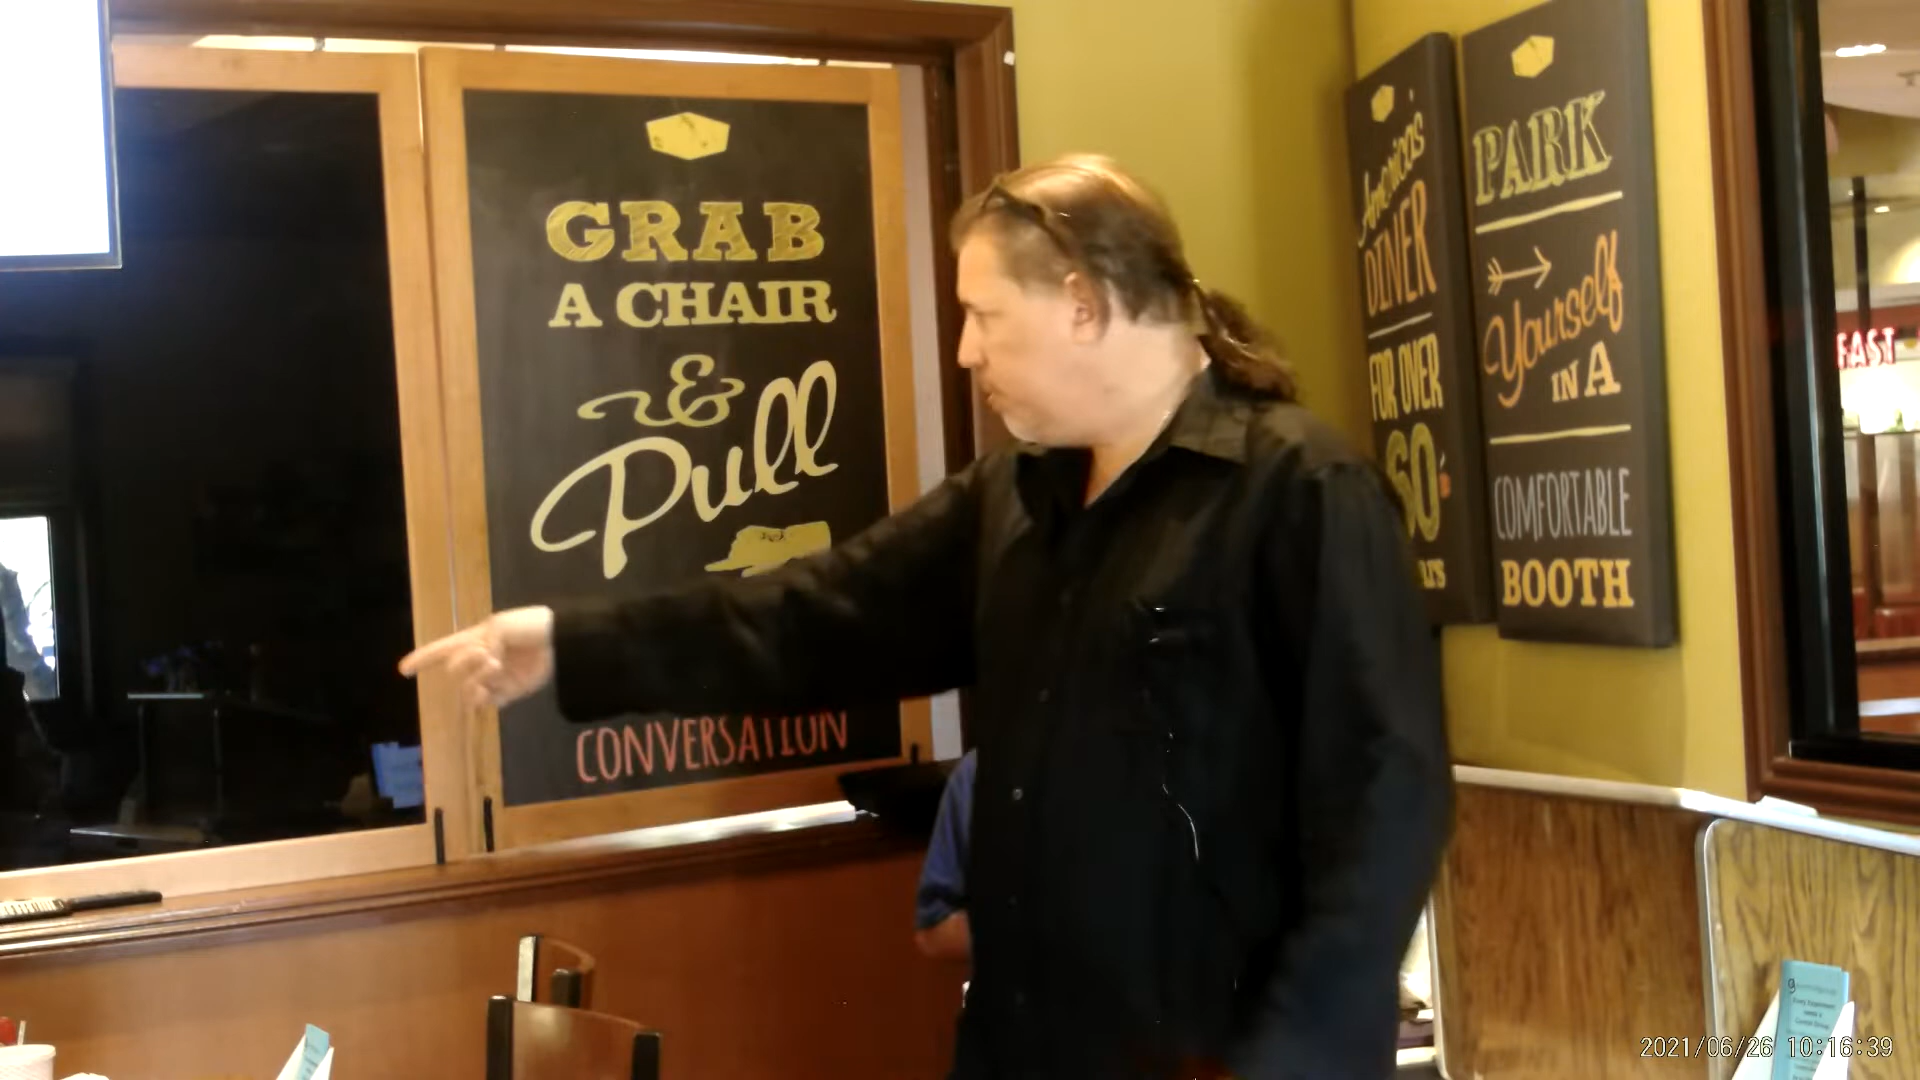 GRAB
A CHAIR
&
Pull
CONVERSATION
America's
DINER
FOR OVER
60
PARK
Yourself
IN A
COMFORTABLE
BOOTH
2021/06/26 10:16:39